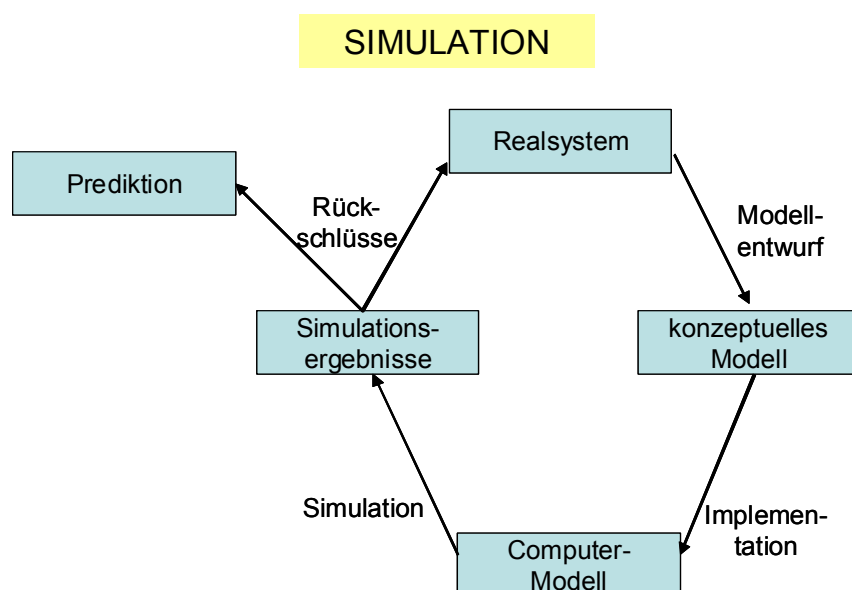 SIMULATION
Realsystem
Prediktion
Rück-
schlüsse
Modell-
entwurf
Simulations-
ergebnisse
konzeptuelles
Modell
Simulation
Implemen-
tation
Computer-
Modell